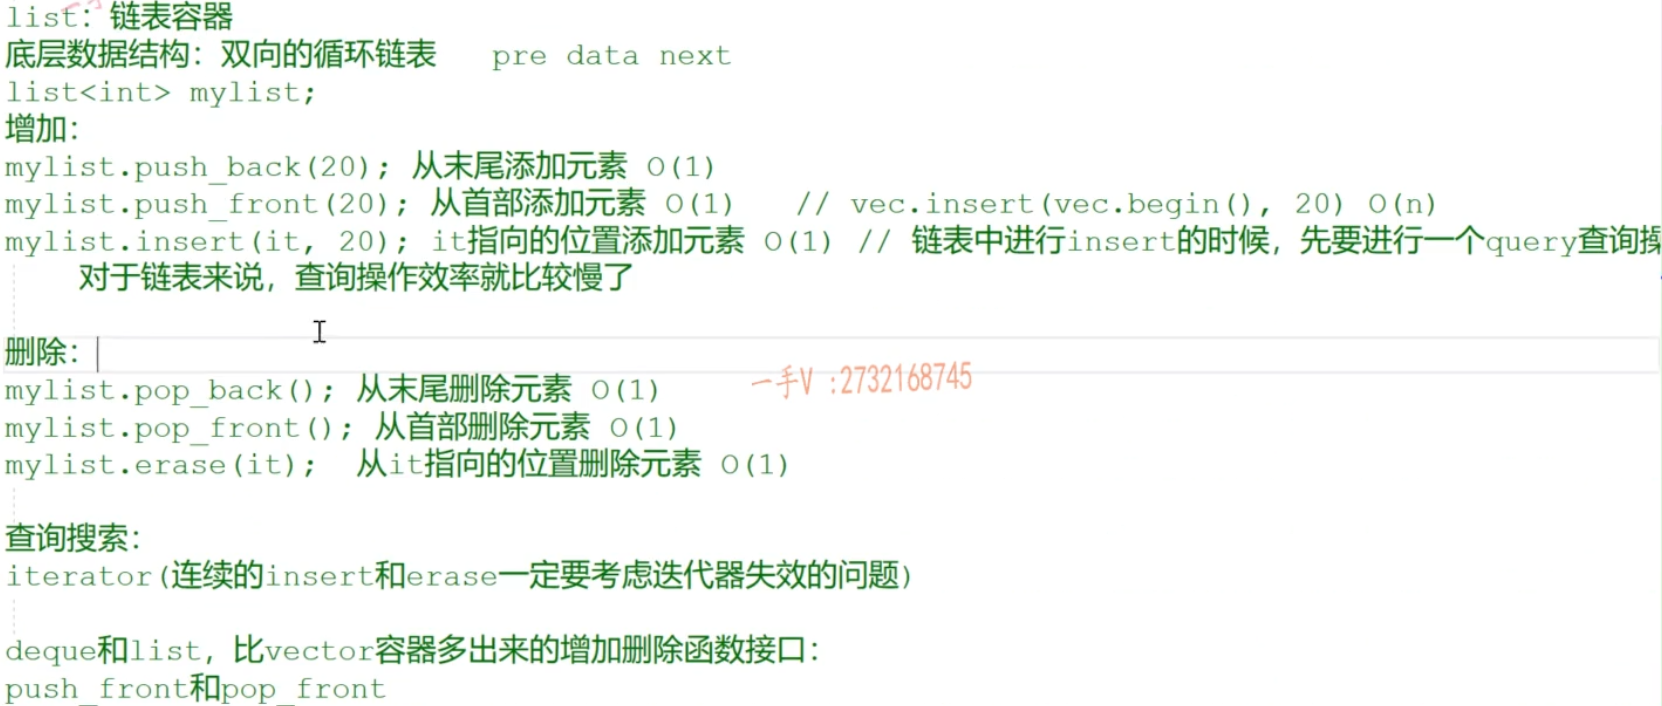 list: 链表容器
底层数据结构: 双向的循环链表   pre data next
list<int> mylist;
增加:
mylist.push_back(20); 从末尾添加元素 O(1)
mylist.push_front(20); 从首部添加元素 O(1)   // vec.insert(vec.begin(), 20) O(n)
mylist.insert(it, 20); it指向的位置添加元素 O(1) // 链表中进行insert的时候, 先要进行一个query查询操
对于链表来说, 查询操作效率就比较慢了
删除:
mylist.pop_back(); 从末尾删除元素 O(1)
一手V :2732168745
mylist.pop_front(); 从首部删除元素 O(1)
mylist.erase(it);  从it指向的位置删除元素 O(1)
查询搜索:
iterator(连续的insert和erase一定要考虑迭代器失效的问题)
deque和list, 比vector容器多出来的增加删除函数接口:
push_front和pop_front